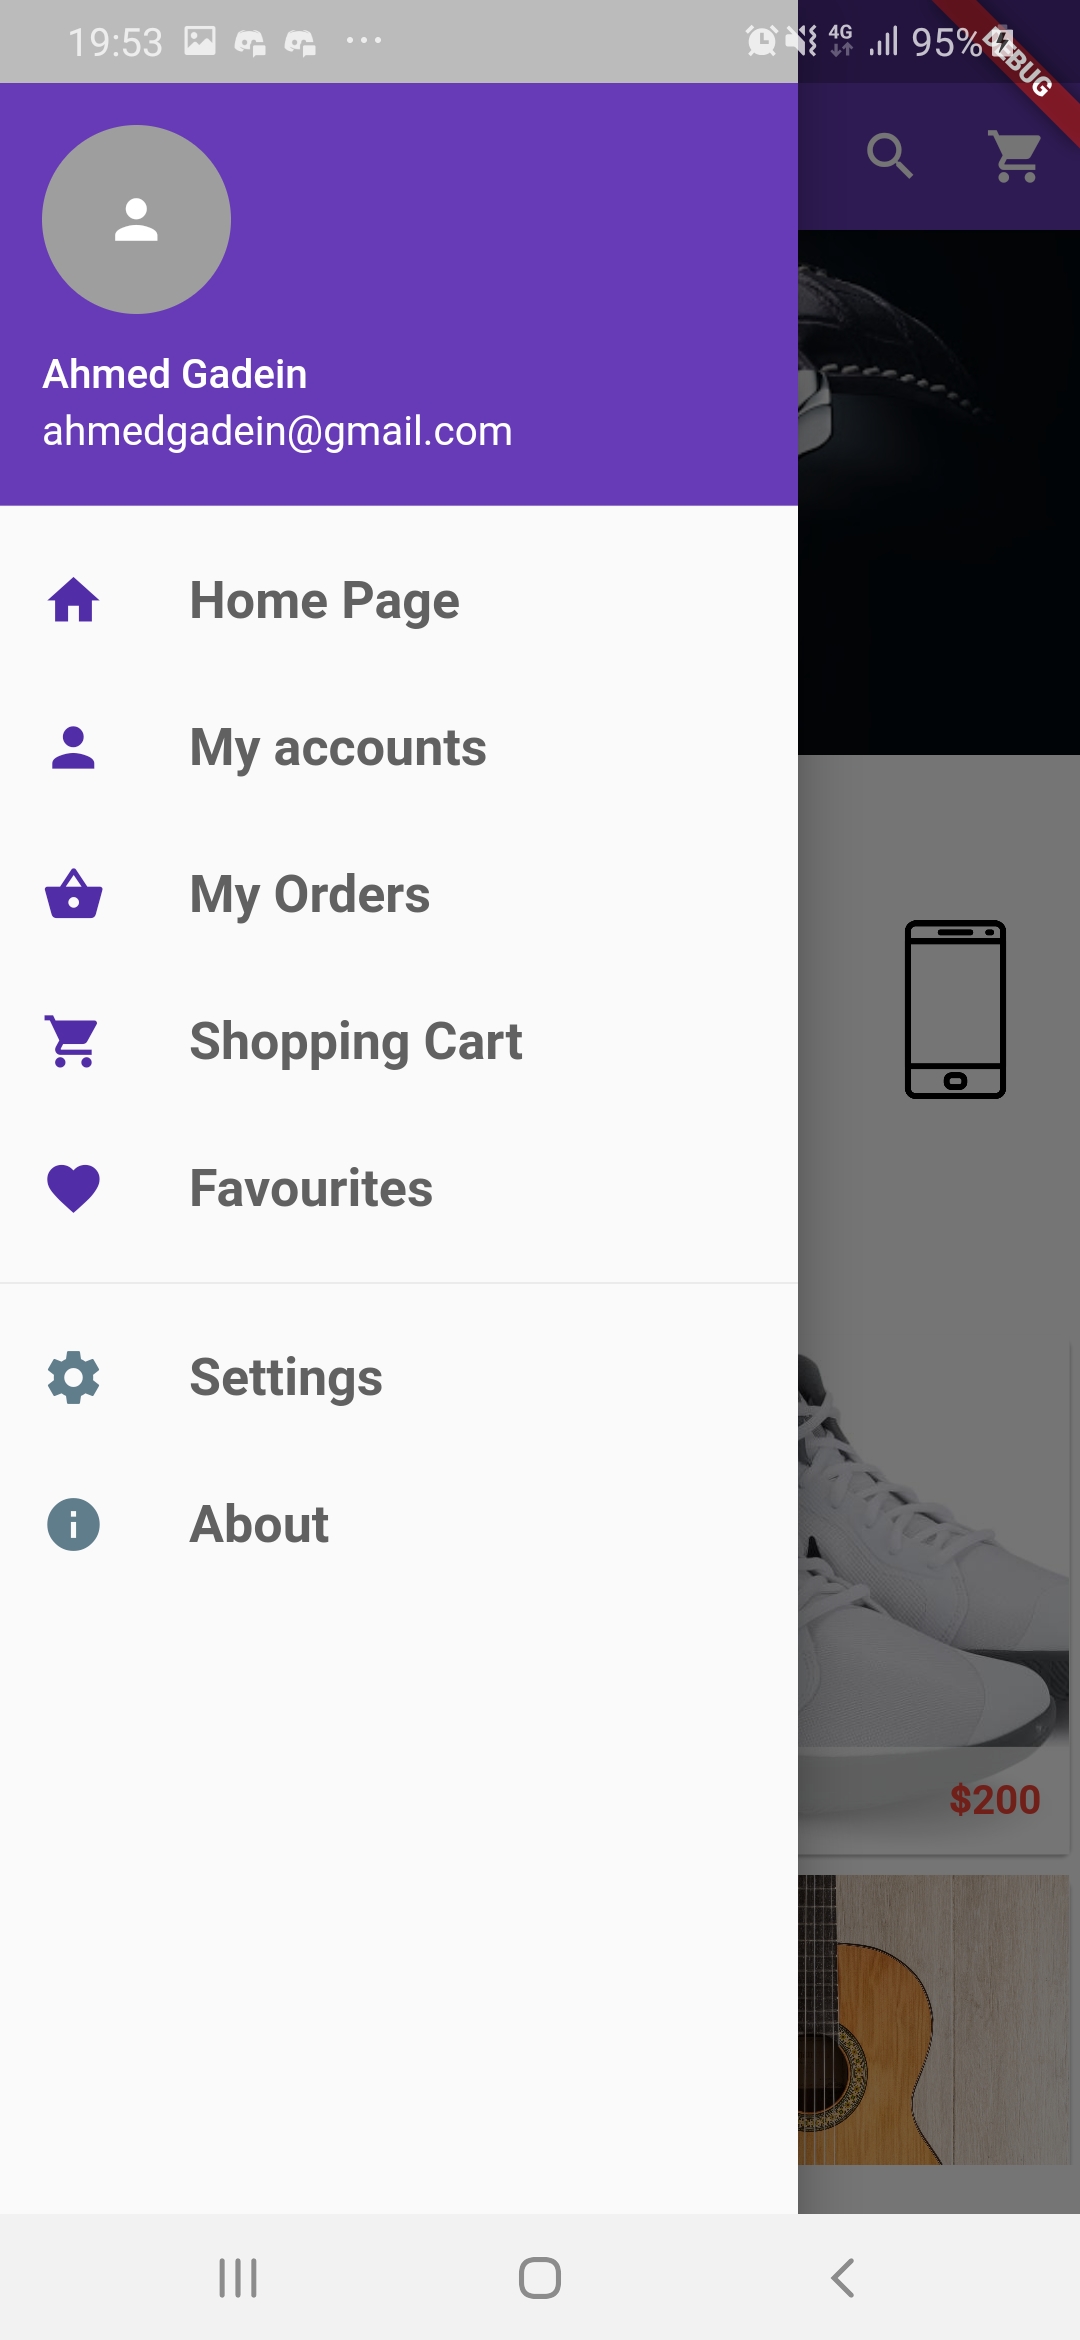 19:53
4G
95%
DEBUG
Ahmed Gadein
ahmedgadein@gmail.com
Home Page
My accounts
My Orders
Shopping Cart
Favourites
Settings
About
$200